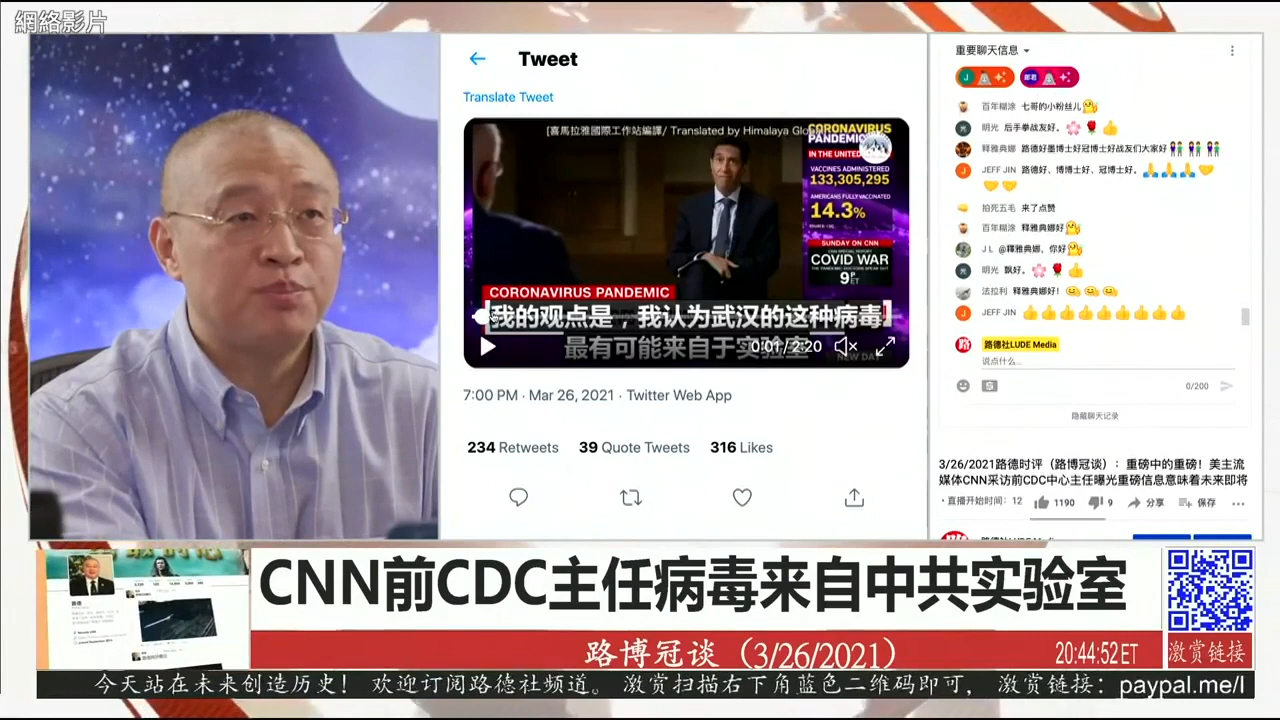 網絡影片
Tweet
Translate Tweet
[喜馬拉雅國際工作站編譯/ Translated by Himalaya Glo
CORONAVIRUS
PANDEMIC
IN THE UNITED
VACCINES ADMINISTERED
133,305,295
AMERICANS FULLY VACCINATED
14.3%
SUNDAY ON CNN
COVID WAR
9P
ET
CORONAVIRUS PANDEMIC
[我的观点是，我认为武汉的这种病毒]
最有可能来自于实验室
0:01 / 2:20
NEW DAY
7:00 PM · Mar 26, 2021 · Twitter Web App
234 Retweets 39 Quote Tweets 316 Likes
重要聊天信息
J
百年糊涂 七哥的小粉丝儿
明光 后手拳战友好。
释雅典娜 路德好墨博士好冠博士好战友们大家好
JEFF JIN 路德好、博博士好、冠博士好。
拍死五毛 来了点赞
百年糊涂 释雅典娜好
J L @釋雅典娜，你好
明光 飘好。
法拉利 释雅典娜好！
JEFF JIN
路德社LUDE Media
说点什么...
0/200
隐藏聊天记录
3/26/2021路德时评（路博冠谈）：重磅中的重磅！美主流
媒体CNN采访前CDC中心主任曝光重磅信息意味着未来即将
· 直播开始时间：12 1190 9 分享 保存
CNN前CDC主任病毒来自中共实验室
路博冠谈（3/26/2021）
20:44:52ET
激赏链接
今天站在未来创造历史！ 欢迎订阅路德社频道。 激赏扫描右下角蓝色二维码即可， 激赏链接：paypal.me/l